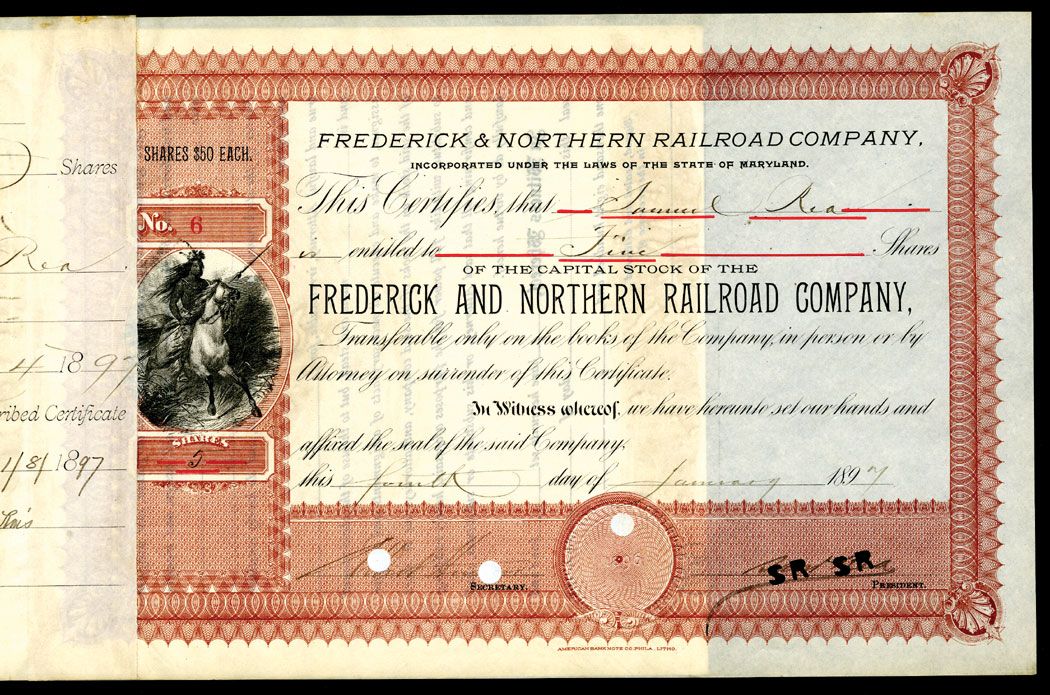 Shares
Rea
4 1897
ribed Certificate
1/8/1897
SHARES $50 EACH.
No. 6
SHARES
5
FREDERICK & NORTHERN RAILROAD COMPANY,
INCORPORATED UNDER THE LAWS OF THE STATE OF MARYLAND.
This Certifies, that Samuel Rea
is entitled to Five Shares
OF THE CAPITAL STOCK OF THE
FREDERICK AND NORTHERN RAILROAD COMPANY,
Transferable only on the books of the Company, in person or by
Attorney on surrender of this Certificate.
In Witness whereof, we have hereunto set our hands and
affixed the seal of the said Company,
this fourth day of January 1897
SECRETARY.
SR SR
PRESIDENT.
AMERICAN BANK NOTE CO. PHILA. LITHO.